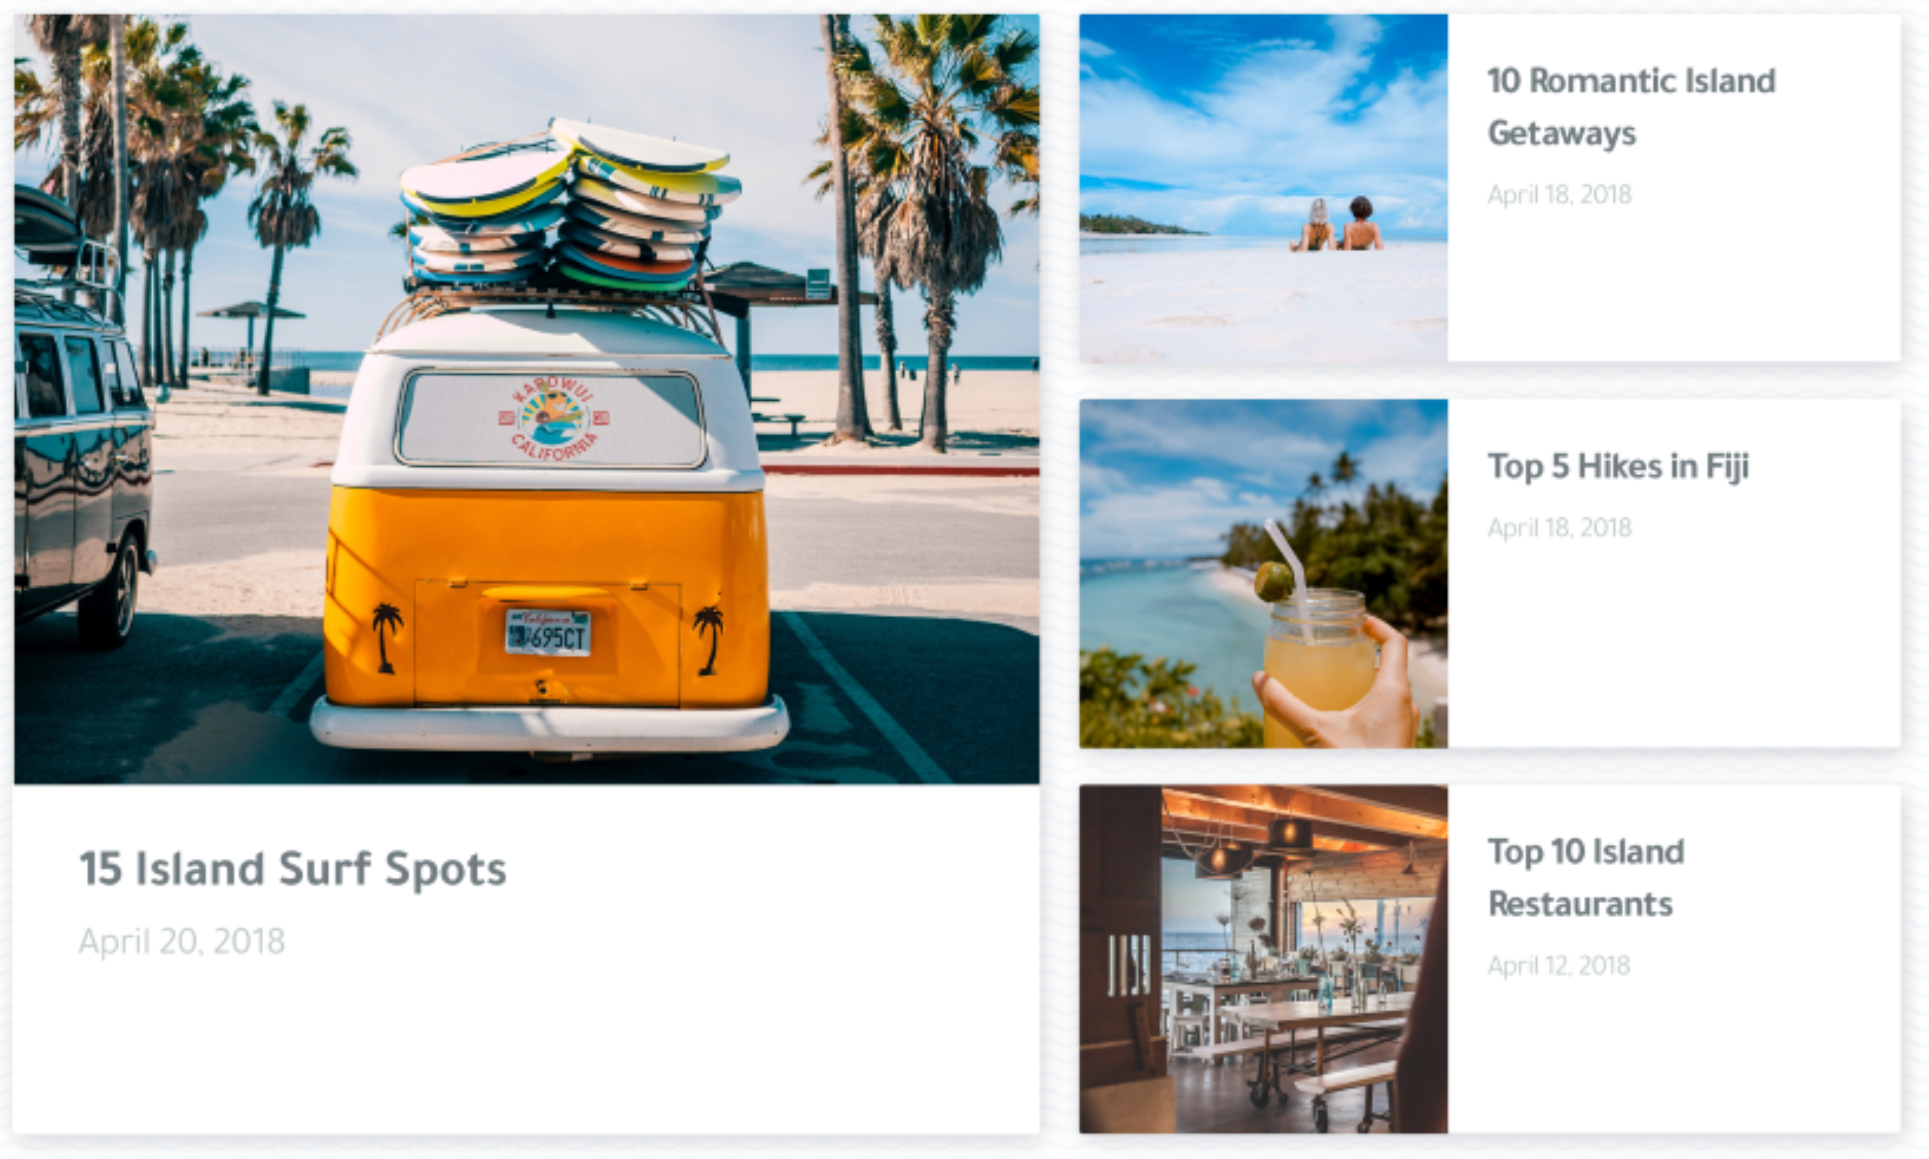 KAROWUI
CALIFORNIA
California
695CT
15 Island Surf Spots
April 20, 2018
10 Romantic Island
Getaways
April 18, 2018
Top 5 Hikes in Fiji
April 18, 2018
Top 10 Island
Restaurants
April 12, 2018